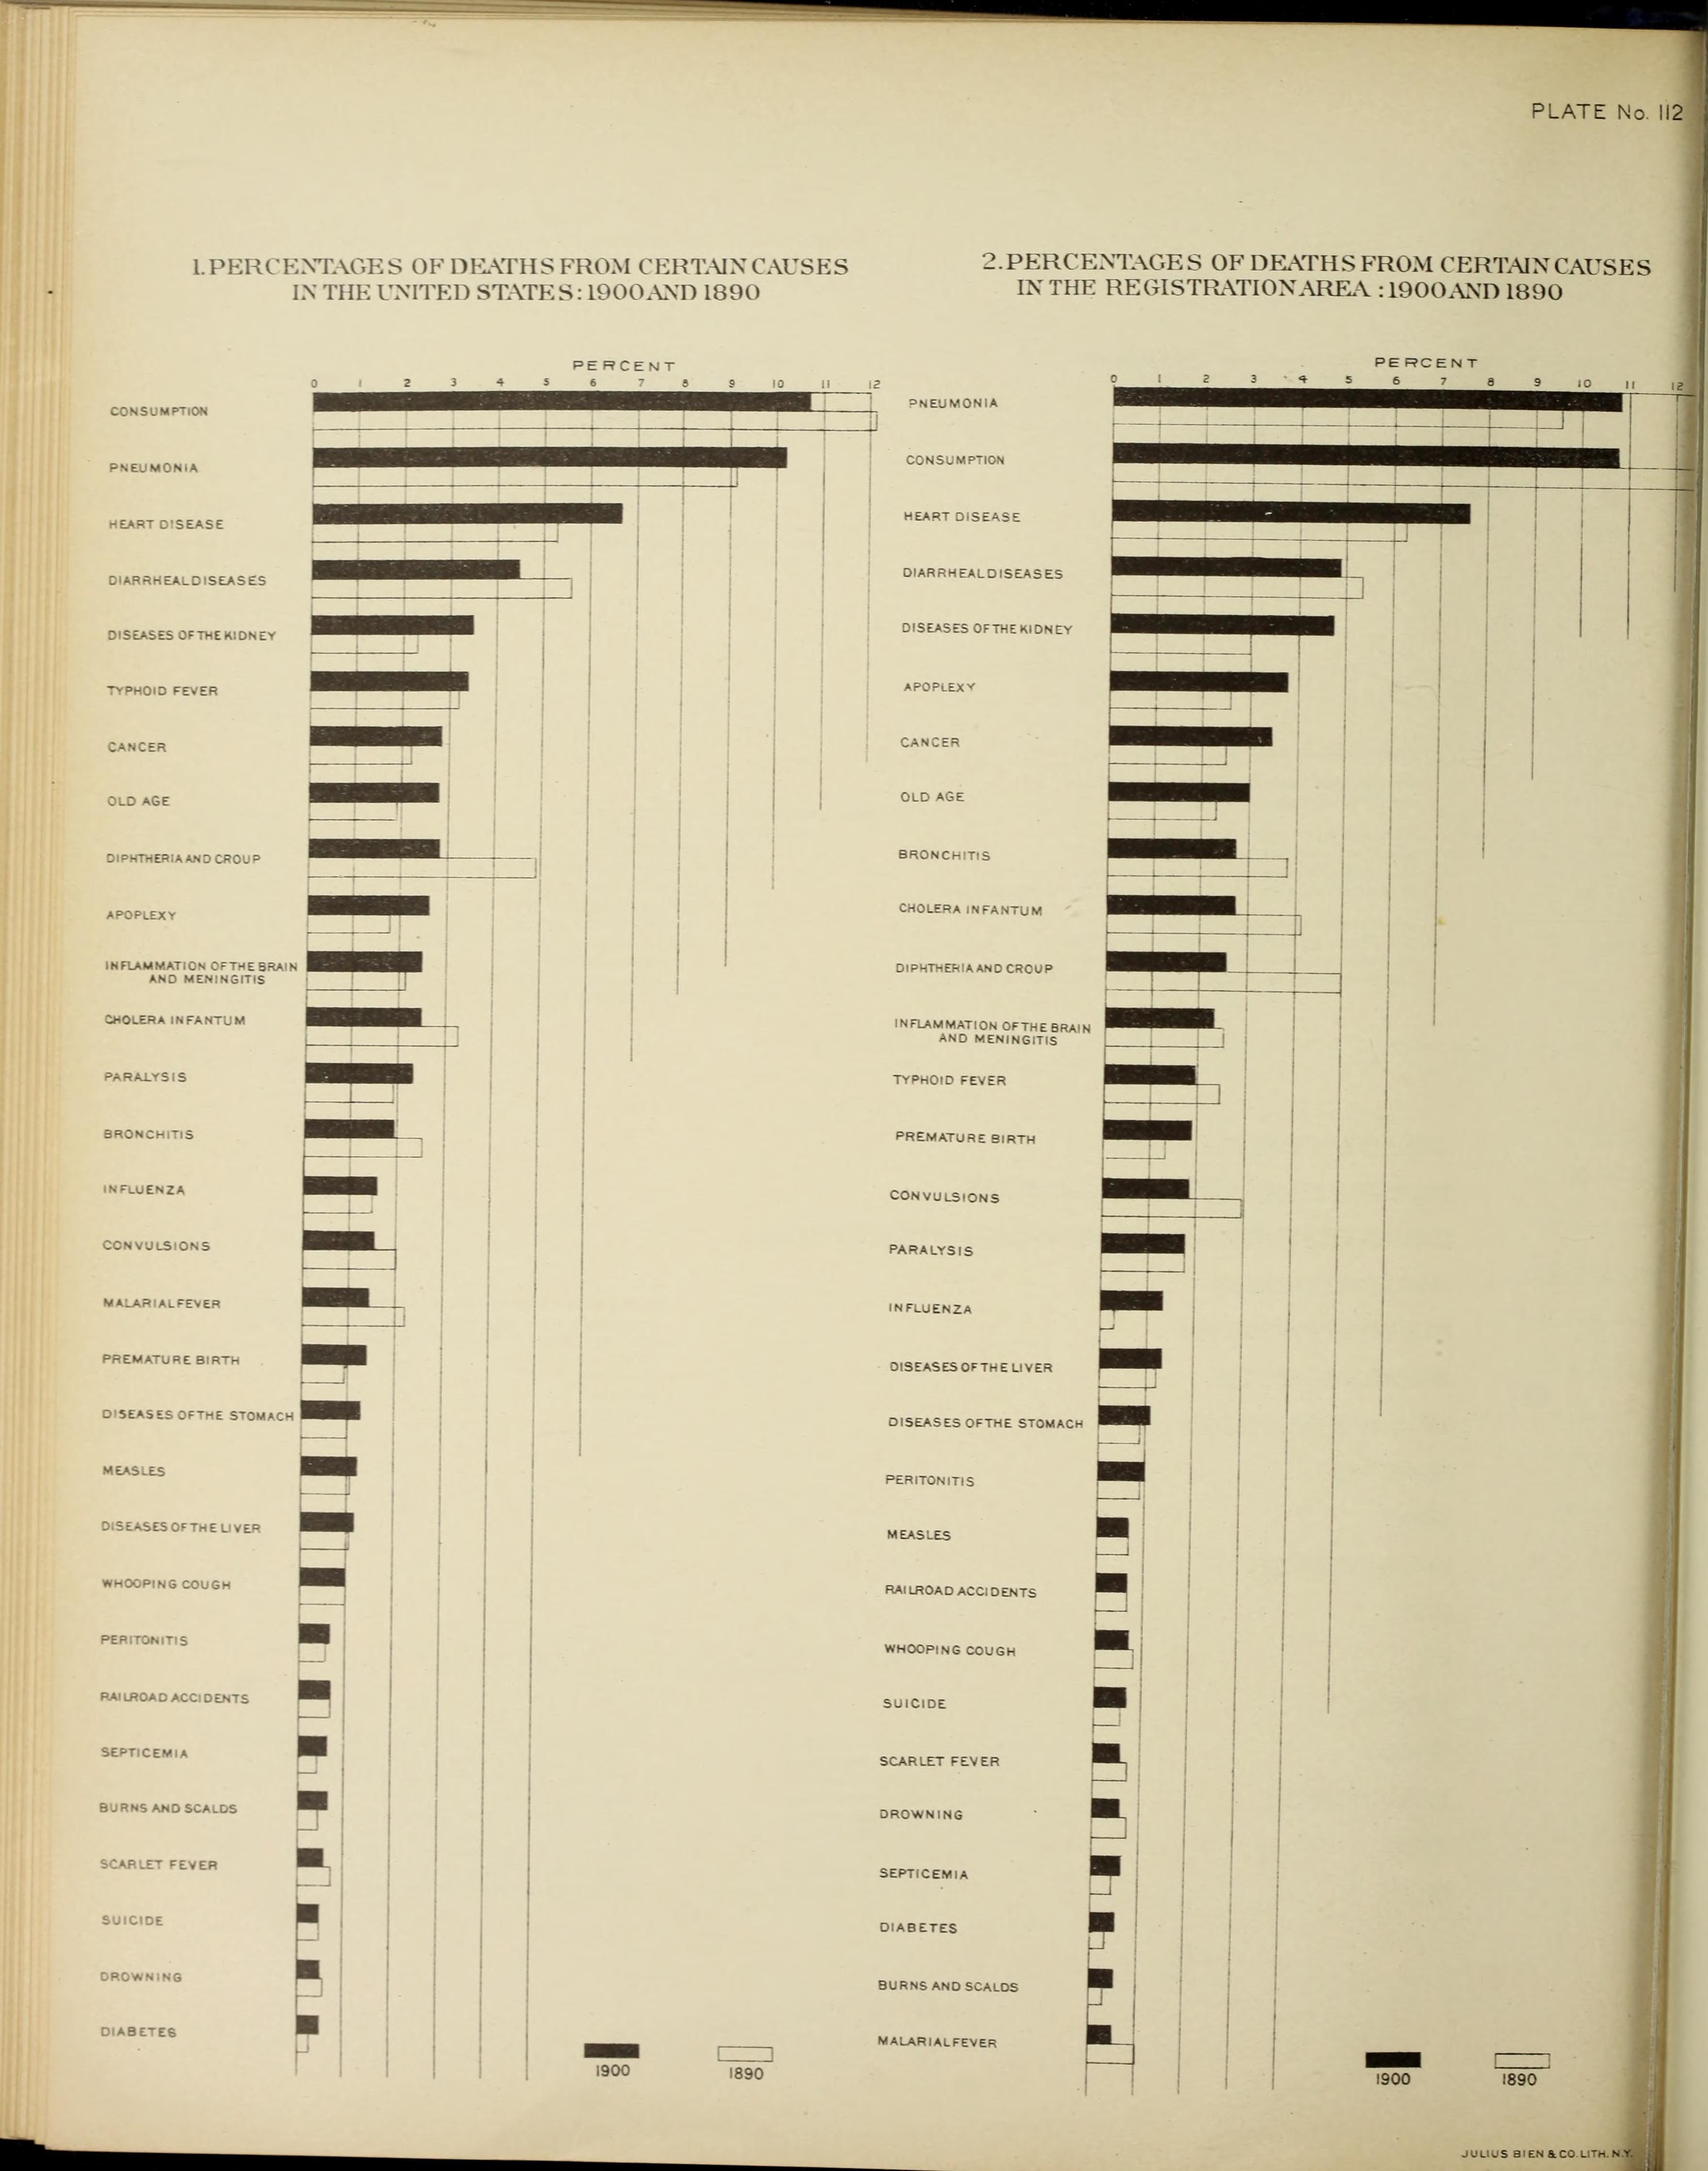 PLATE No. 112
1. PERCENTAGES OF DEATHS FROM CERTAIN CAUSES
IN THE UNITED STATES: 1900 AND 1890
PERCENT
0 1 2 3 4 5 6 7 8 9 10 11 12
CONSUMPTION
PNEUMONIA
HEART DISEASE
DIARRHEAL DISEASES
DISEASES OF THE KIDNEY
TYPHOID FEVER
CANCER
OLD AGE
DIPHTHERIA AND CROUP
APOPLEXY
INFLAMMATION OF THE BRAIN
AND MENINGITIS
CHOLERA INFANTUM
PARALYSIS
BRONCHITIS
INFLUENZA
CONVULSIONS
MALARIAL FEVER
PREMATURE BIRTH
DISEASES OF THE STOMACH
MEASLES
DISEASES OF THE LIVER
WHOOPING COUGH
PERITONITIS
RAILROAD ACCIDENTS
SEPTICEMIA
BURNS AND SCALDS
SCARLET FEVER
SUICIDE
DROWNING
DIABETES
1900 1890
2. PERCENTAGES OF DEATHS FROM CERTAIN CAUSES
IN THE REGISTRATION AREA : 1900 AND 1890
PERCENT
0 1 2 3 4 5 6 7 8 9 10 11 12
PNEUMONIA
CONSUMPTION
HEART DISEASE
DIARRHEAL DISEASES
DISEASES OF THE KIDNEY
APOPLEXY
CANCER
OLD AGE
BRONCHITIS
CHOLERA INFANTUM
DIPHTHERIA AND CROUP
INFLAMMATION OF THE BRAIN
AND MENINGITIS
TYPHOID FEVER
PREMATURE BIRTH
CONVULSIONS
PARALYSIS
INFLUENZA
DISEASES OF THE LIVER
DISEASES OF THE STOMACH
PERITONITIS
MEASLES
RAILROAD ACCIDENTS
WHOOPING COUGH
SUICIDE
SCARLET FEVER
DROWNING
SEPTICEMIA
DIABETES
BURNS AND SCALDS
MALARIAL FEVER
1900 1890
JULIUS BIEN & CO. LITH. N.Y.